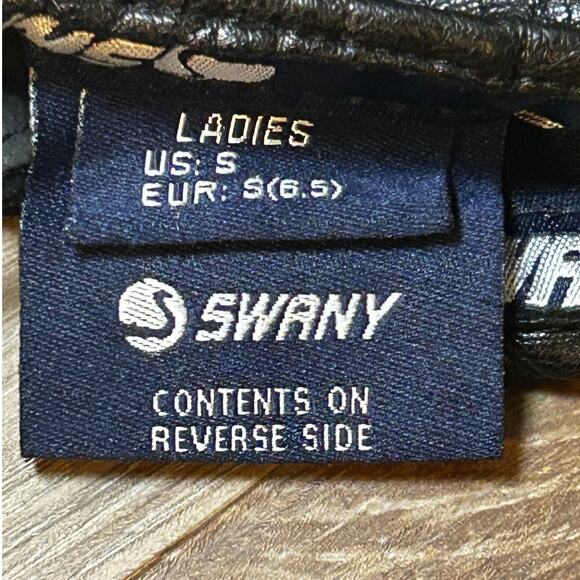 LADIES
US: S
EUR: S(6.5)
SWANY
CONTENTS ON
REVERSE SIDE